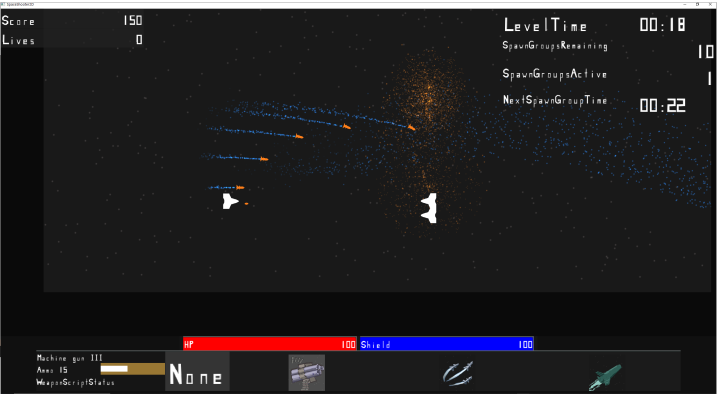 SpaceShooter2D
Score 150
Lives 0
LevelTime 00:18
SpawnGroupsRemaining 10
SpawnGroupsActive 1
NextSpawnGroupTime 00:22
HP 100 Shield 100
Machine gun III
Ammo 15
WeaponScriptStatus
None